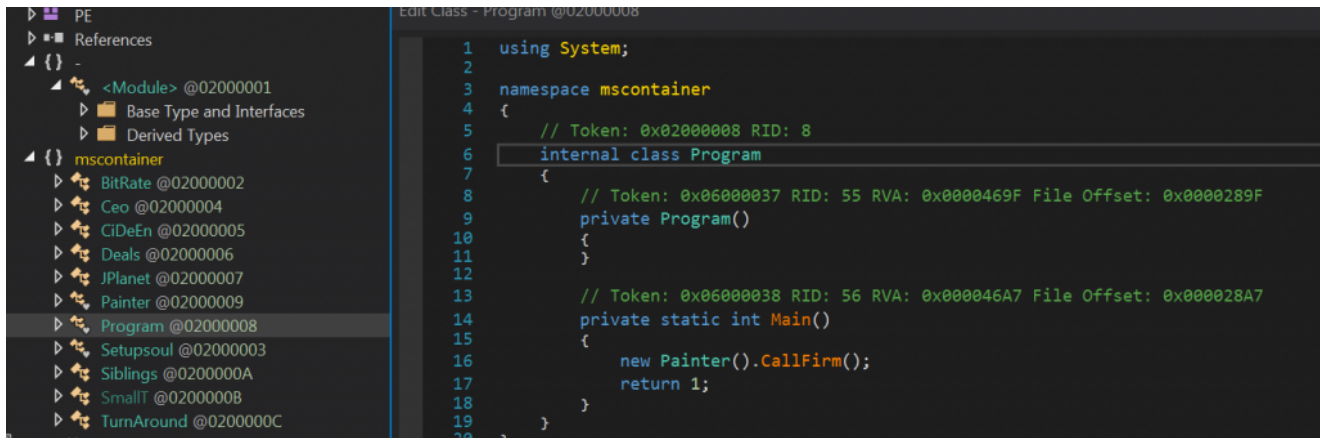 PE
References
{} -
<Module> @02000001
Base Type and Interfaces
Derived Types
{} mscontainer
BitRate @02000002
Ceo @02000004
CiDeEn @02000005
Deals @02000006
JPlanet @02000007
Painter @02000009
Program @02000008
Setupsoul @02000003
Siblings @0200000A
SmallT @0200000B
TurnAround @0200000C
Edit Class - Program @02000008
1 using System;
2
3 namespace mscontainer
4 {
5 // Token: 0x02000008 RID: 8
6 internal class Program
7 {
8 // Token: 0x06000037 RID: 55 RVA: 0x0000469F File Offset: 0x0000289F
9 private Program()
10 {
11 }
12
13 // Token: 0x06000038 RID: 56 RVA: 0x000046A7 File Offset: 0x000028A7
14 private static int Main()
15 {
16 new Painter().CallFirm();
17 return 1;
18 }
19 }
20 }